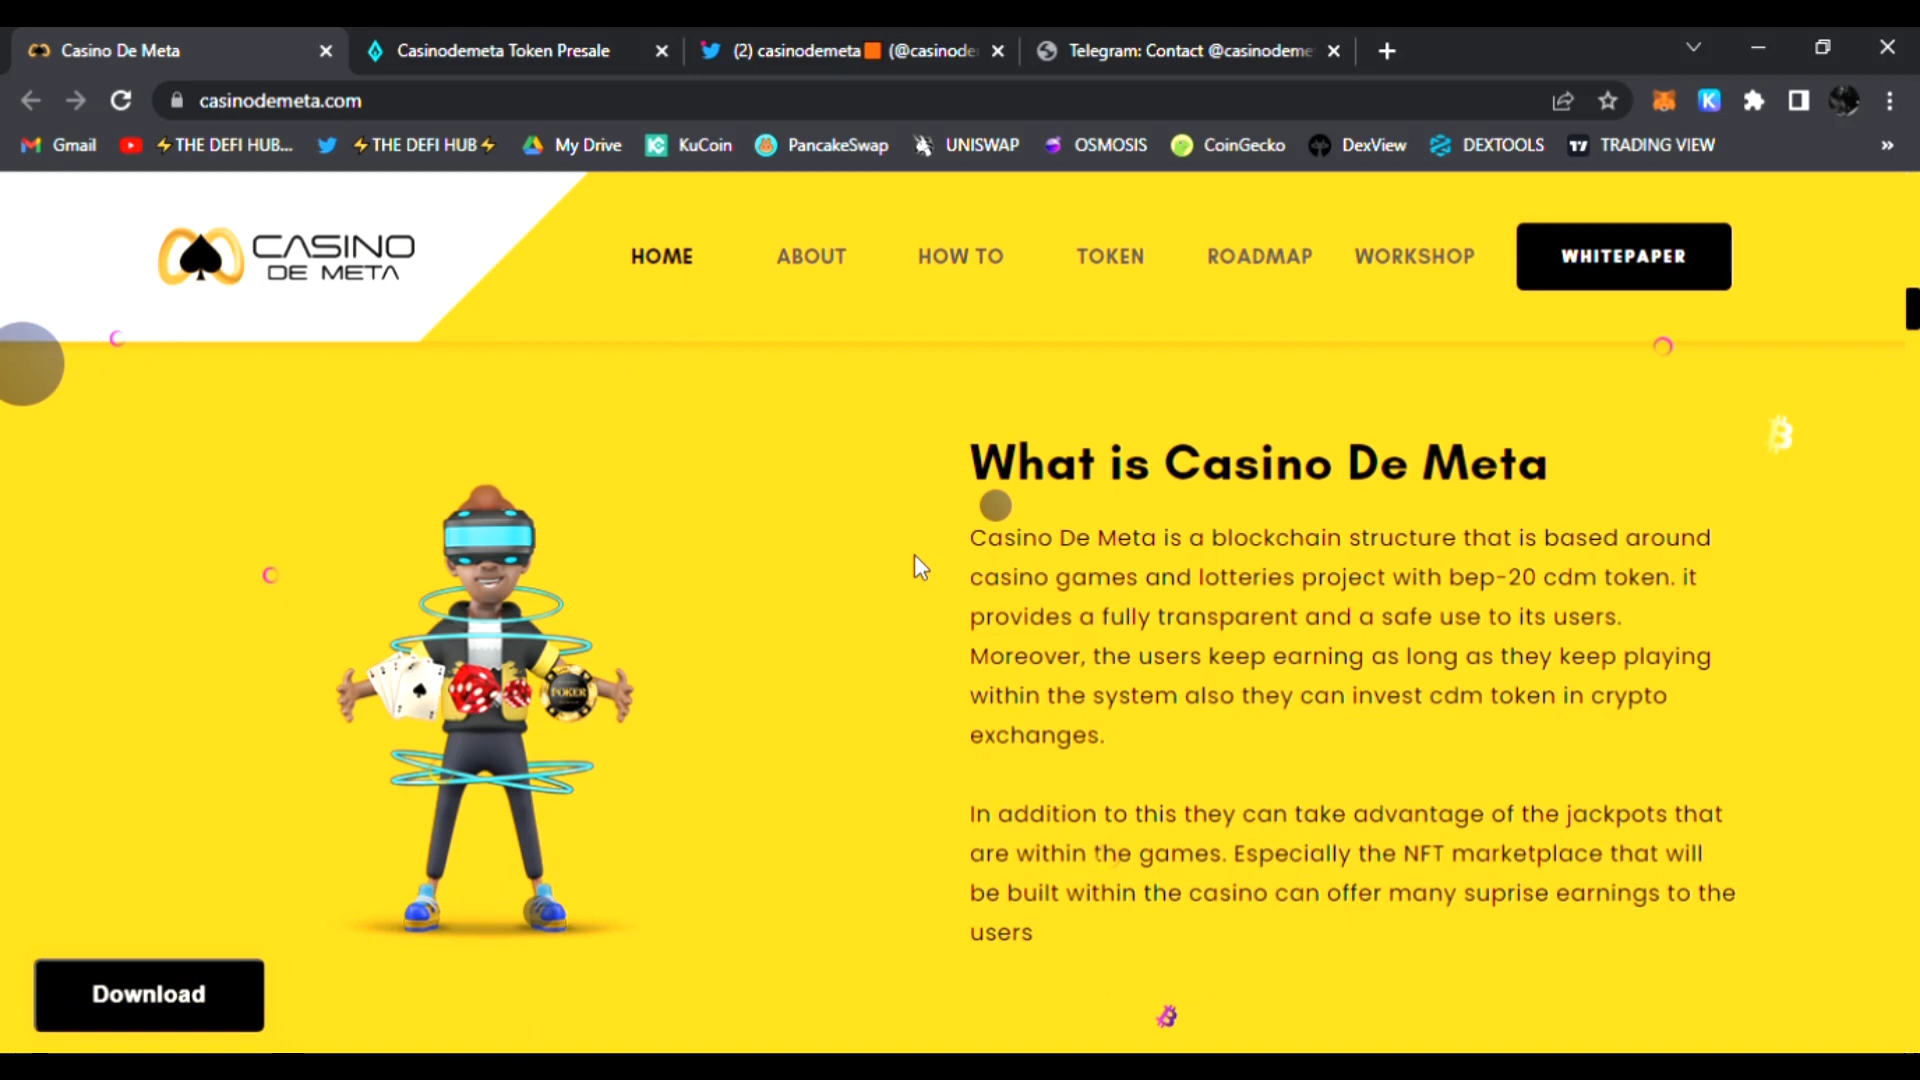 Casino De Meta
Casinodemeta Token Presale
(2) casinodemeta🟧 (@casinode
Telegram: Contact @casinodeme
casinodemeta.com
Gmail
⚡THE DEFI HUB...
⚡THE DEFI HUB⚡
My Drive
KuCoin
PancakeSwap
UNISWAP
OSMOSIS
CoinGecko
DexView
DEXTOOLS
TRADING VIEW
»
CASINO
DE META
HOME
ABOUT
HOW TO
TOKEN
ROADMAP
WORKSHOP
WHITEPAPER
What is Casino De Meta
Casino De Meta is a blockchain structure that is based around
casino games and lotteries project with bep-20 cdm token. it
provides a fully transparent and a safe use to its users.
Moreover, the users keep earning as long as they keep playing
within the system also they can invest cdm token in crypto
exchanges.
In addition to this they can take advantage of the jackpots that
are within the games. Especially the NFT marketplace that will
be built within the casino can offer many suprise earnings to the
users
POKER
Download